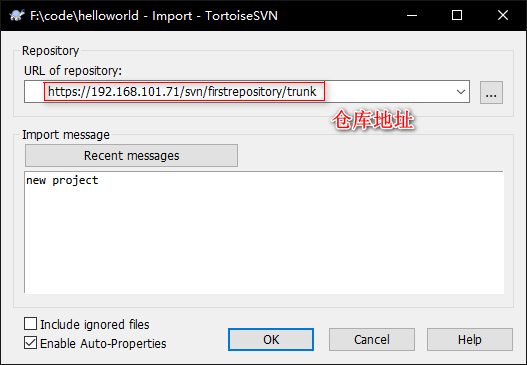 F:\code\helloworld - Import - TortoiseSVN
Repository
URL of repository:
https://192.168.101.71/svn/firstrepository/trunk
...
仓库地址
Import message
Recent messages
new project
Include ignored files
Enable Auto-Properties
OK
Cancel
Help